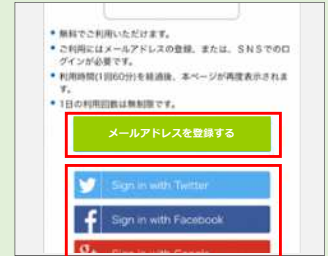 • 無料でご利用いただけます。
• ご利用にはメールアドレスの登録、または、SNSでのロ
グインが必要です。
• 利用時間(1回60分)を経過後、本ページが再度表示されま
す。
• 1日の利用回数は無制限です。
メールアドレスを登録する
Sign in with Twitter
Sign in with Facebook
Sign in with Google